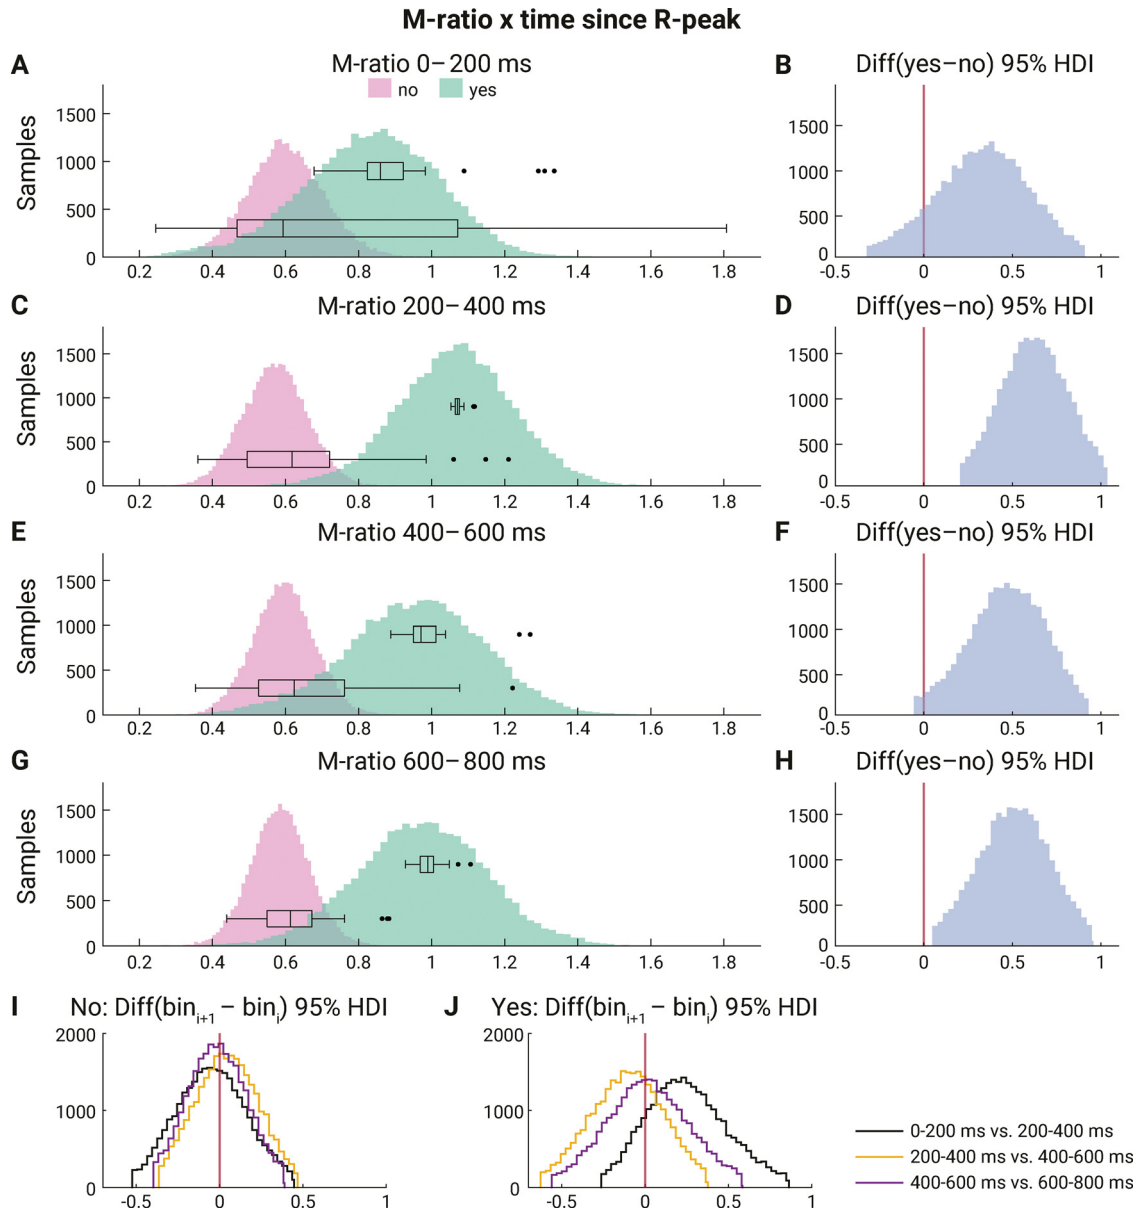 M-ratio x time since R-peak
A M-ratio 0–200 ms B Diff(yes–no) 95% HDI
no yes
Samples
1500
1000
500
0
0.2 0.4 0.6 0.8 1 1.2 1.4 1.6 1.8
1500
1000
500
0
-0.5 0 0.5 1
C M-ratio 200–400 ms D Diff(yes–no) 95% HDI
Samples
1500
1000
500
0
0.2 0.4 0.6 0.8 1 1.2 1.4 1.6 1.8
1500
1000
500
0
-0.5 0 0.5 1
E M-ratio 400–600 ms F Diff(yes–no) 95% HDI
Samples
1500
1000
500
0
0.2 0.4 0.6 0.8 1 1.2 1.4 1.6 1.8
1500
1000
500
0
-0.5 0 0.5 1
G M-ratio 600–800 ms H Diff(yes–no) 95% HDI
Samples
1500
1000
500
0
0.2 0.4 0.6 0.8 1 1.2 1.4 1.6 1.8
1500
1000
500
0
-0.5 0 0.5 1
I No: Diff(bin i+1 – bin i) 95% HDI
2000
1000
0
-0.5 0 0.5 1
J Yes: Diff(bin i+1 – bin i) 95% HDI
2000
1000
0
-0.5 0 0.5 1
0-200 ms vs. 200-400 ms
200-400 ms vs. 400-600 ms
400-600 ms vs. 600-800 ms